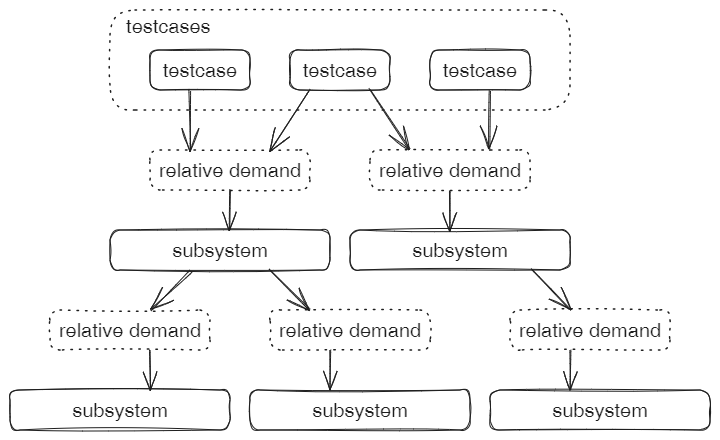 testcases
testcase
testcase
testcase
relative demand
relative demand
subsystem
subsystem
relative demand
relative demand
relative demand
subsystem
subsystem
subsystem